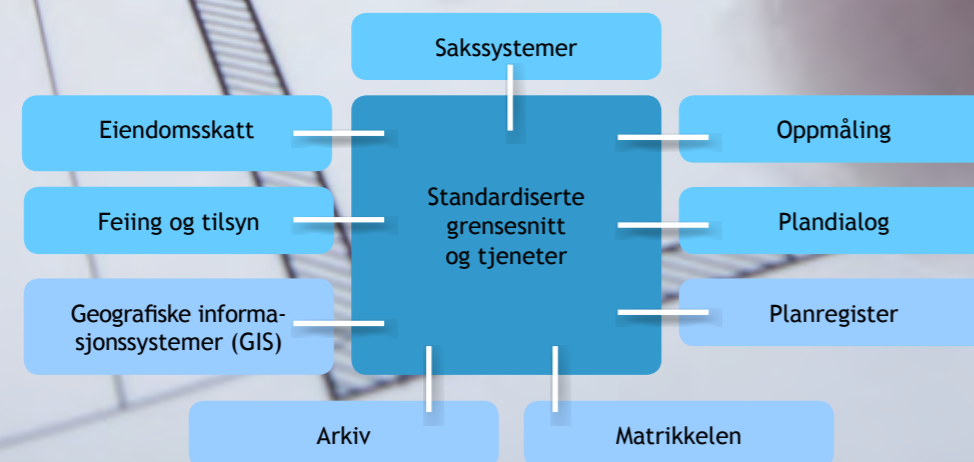 Sakssystemer
Eiendomsskatt
Oppmåling
Standardiserte
grensesnitt
og tjeneter
Feiing og tilsyn
Plandialog
Geografiske informa-
sjonssystemer (GIS)
Planregister
Arkiv
Matrikkelen